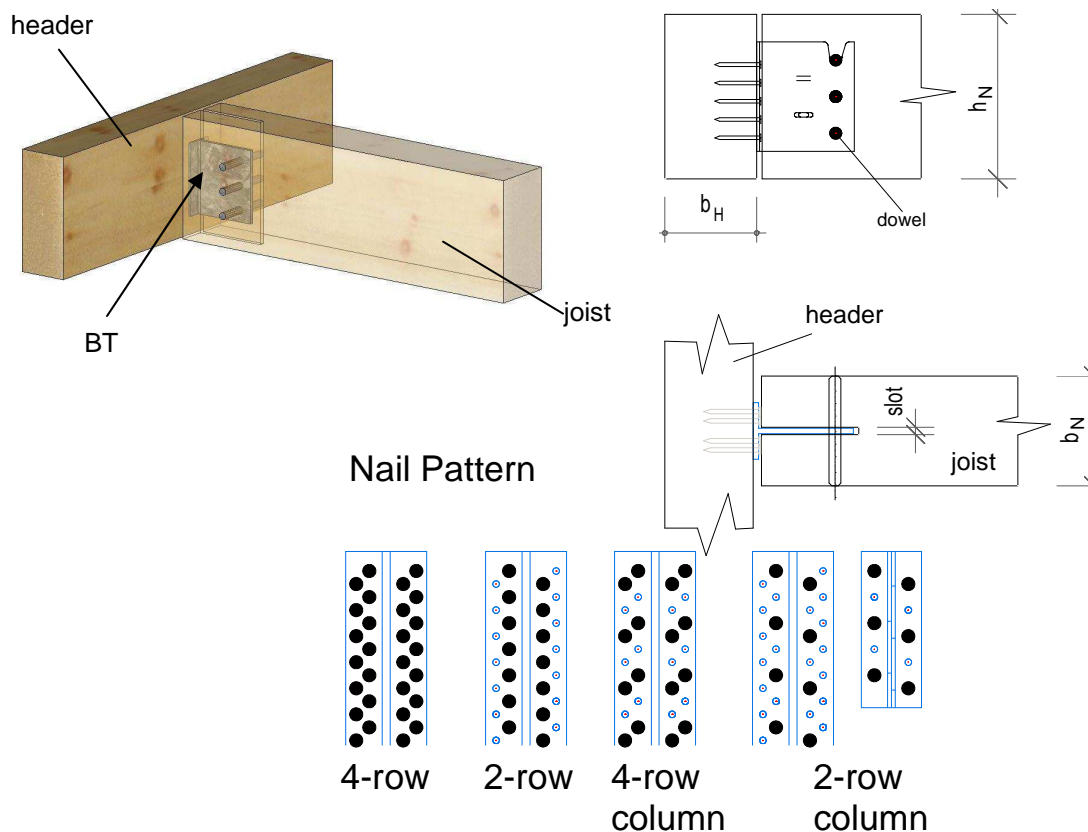 header
joist
BT
h N
b H
dowel
header
slot
joist
b N
Nail Pattern
4-row
2-row
4-row
column
2-row
column